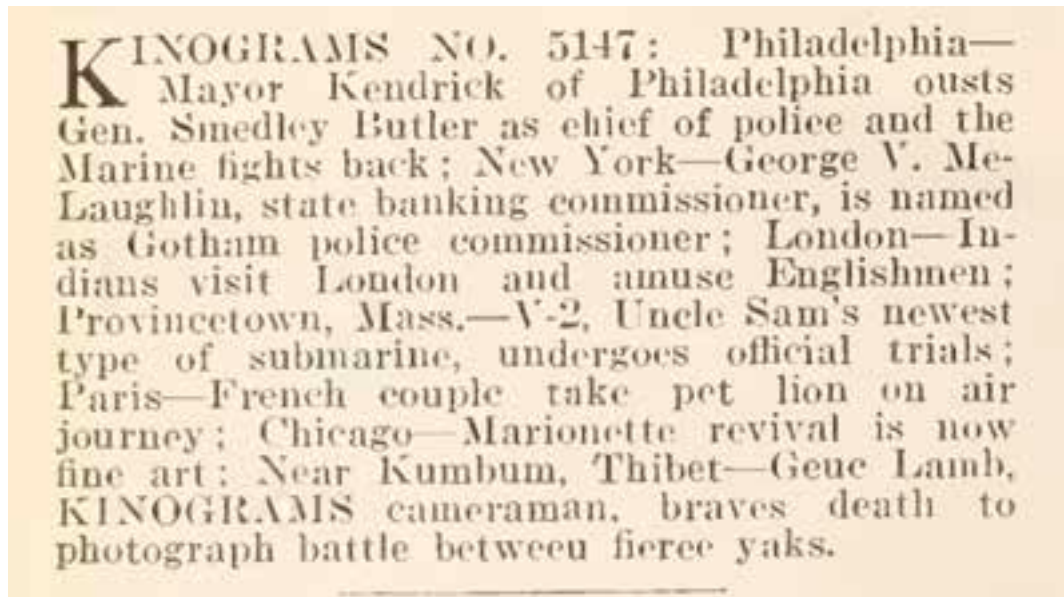 KINOGRAMS NO. 5147: Philadelphia—
Mayor Kendrick of Philadelphia ousts
Gen. Smedley Butler as chief of police and the
Marine fights back; New York—George V. Mc-
Laughlin, state banking commissioner, is named
as Gotham police commissioner; London—In-
dians visit London and amuse Englishmen;
Provincetown, Mass.—V-2, Uncle Sam's newest
type of submarine, undergoes official trials;
Paris—French couple take pet lion on air
journey; Chicago—Marionette revival is now
fine art; Near Kumbum, Thibet—Gene Lamb,
KINOGRAMS cameraman, braves death to
photograph battle between fierce yaks.